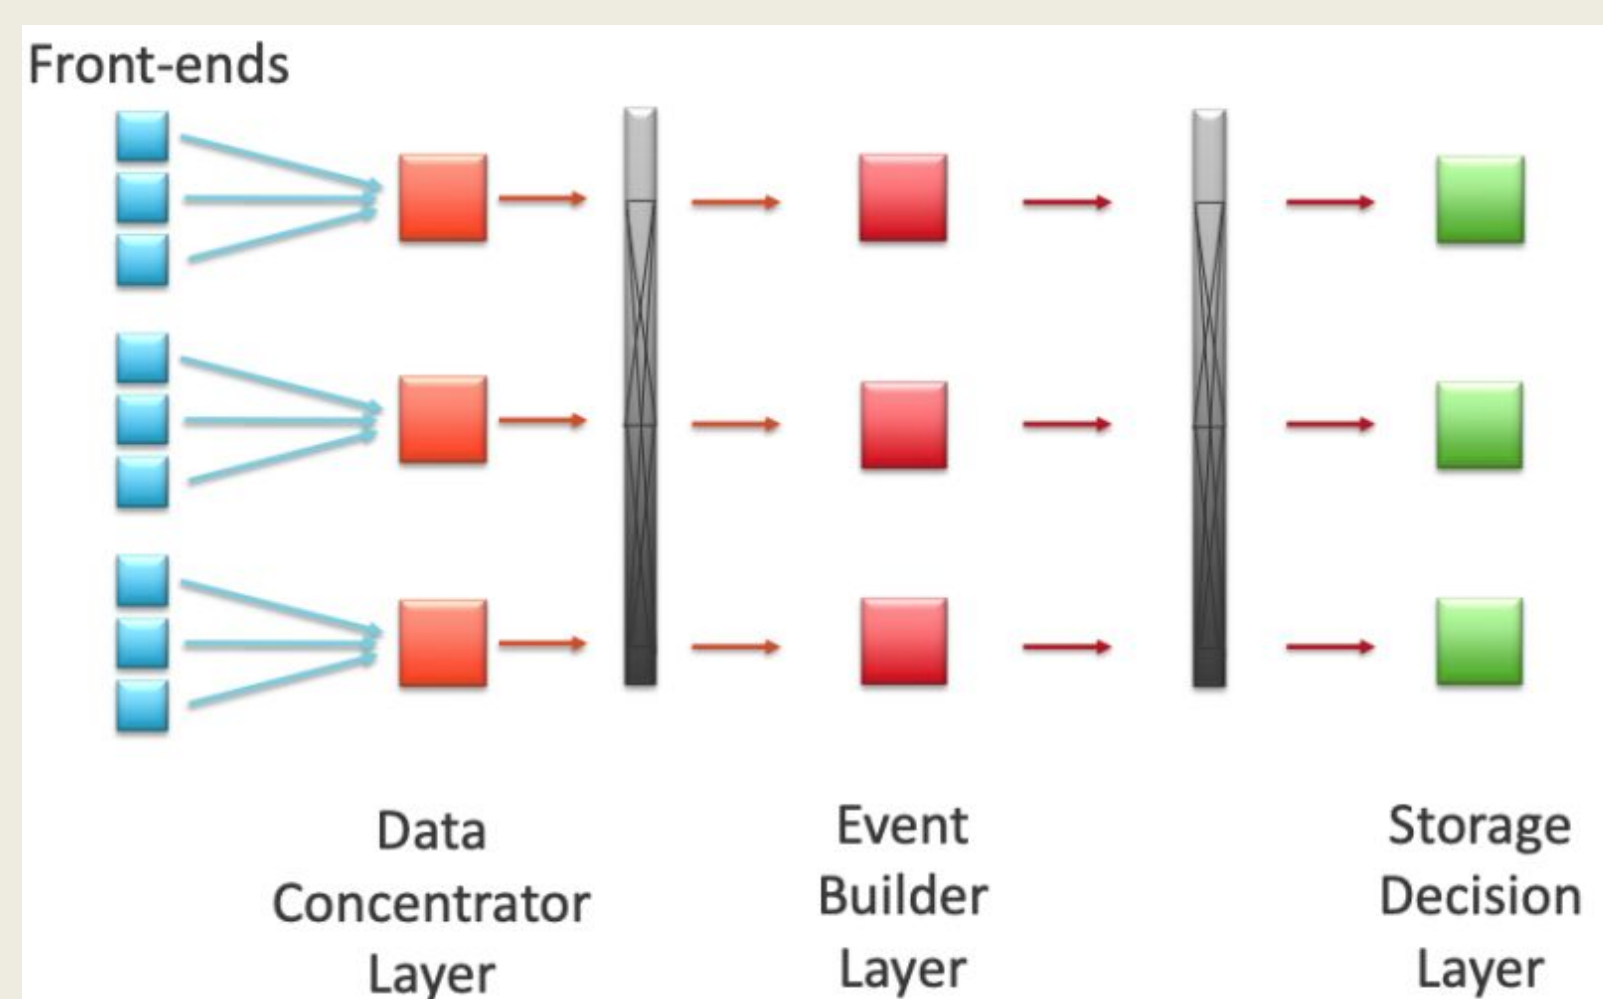 Front-ends
Data
Concentrator
Layer
Event
Builder
Layer
Storage
Decision
Layer